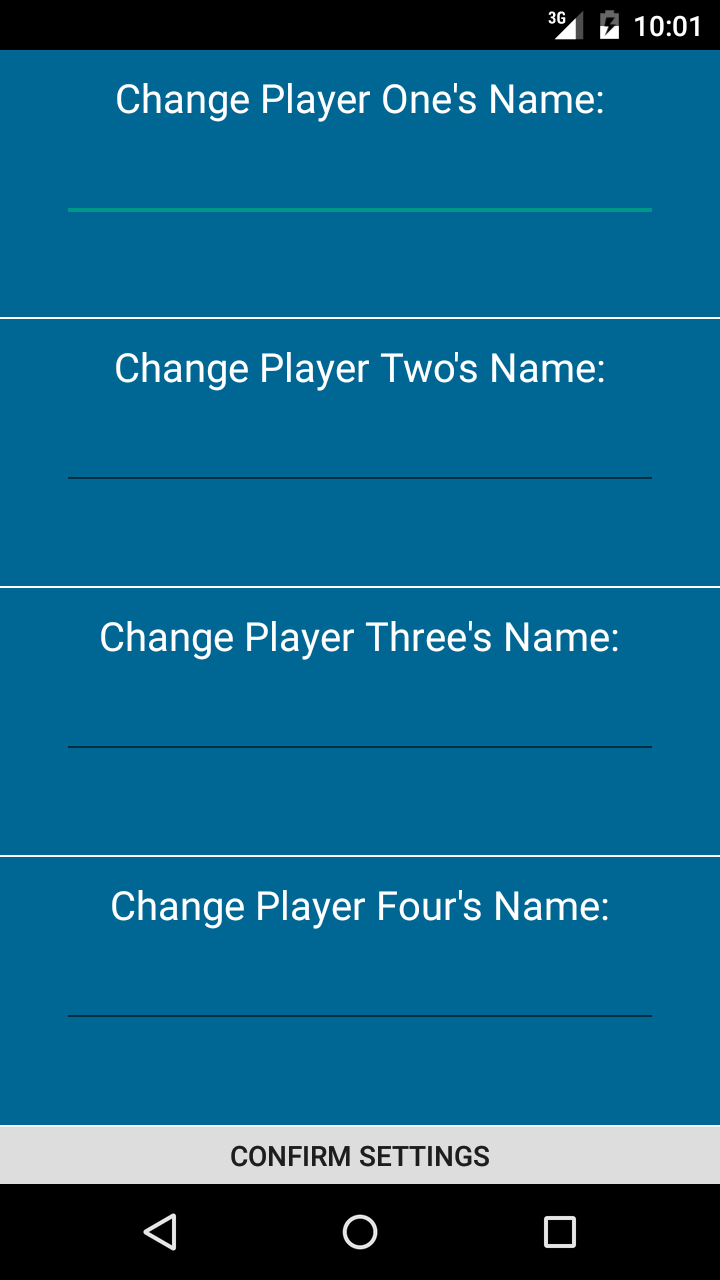 3G 10:01
Change Player One's Name:
Change Player Two's Name:
Change Player Three's Name:
Change Player Four's Name:
CONFIRM SETTINGS